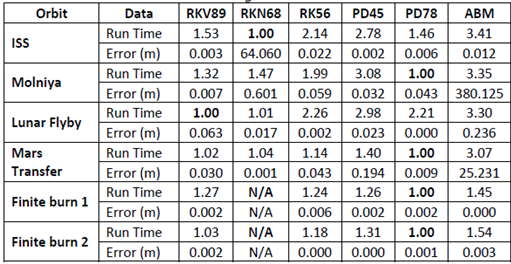 Orbit Data RKV89 RKN68 RK56 PD45 PD78 ABM
ISS Run Time 1.53 1.00 2.14 2.78 1.46 3.41
Error (m) 0.003 64.060 0.022 0.002 0.006 0.012
Molniya Run Time 1.32 1.47 1.99 3.08 1.00 3.35
Error (m) 0.007 0.601 0.059 0.032 0.043 380.125
Lunar Flyby Run Time 1.00 1.01 2.26 2.98 2.21 3.30
Error (m) 0.063 0.017 0.002 0.023 0.000 0.236
Mars Transfer Run Time 1.02 1.04 1.14 1.40 1.00 3.07
Error (m) 0.030 0.001 0.043 0.194 0.009 25.231
Finite burn 1 Run Time 1.27 N/A 1.24 1.26 1.00 1.45
Error (m) 0.002 N/A 0.006 0.002 0.002 0.000
Finite burn 2 Run Time 1.03 N/A 1.18 1.31 1.00 1.54
Error (m) 0.002 N/A 0.000 0.000 0.001 0.003